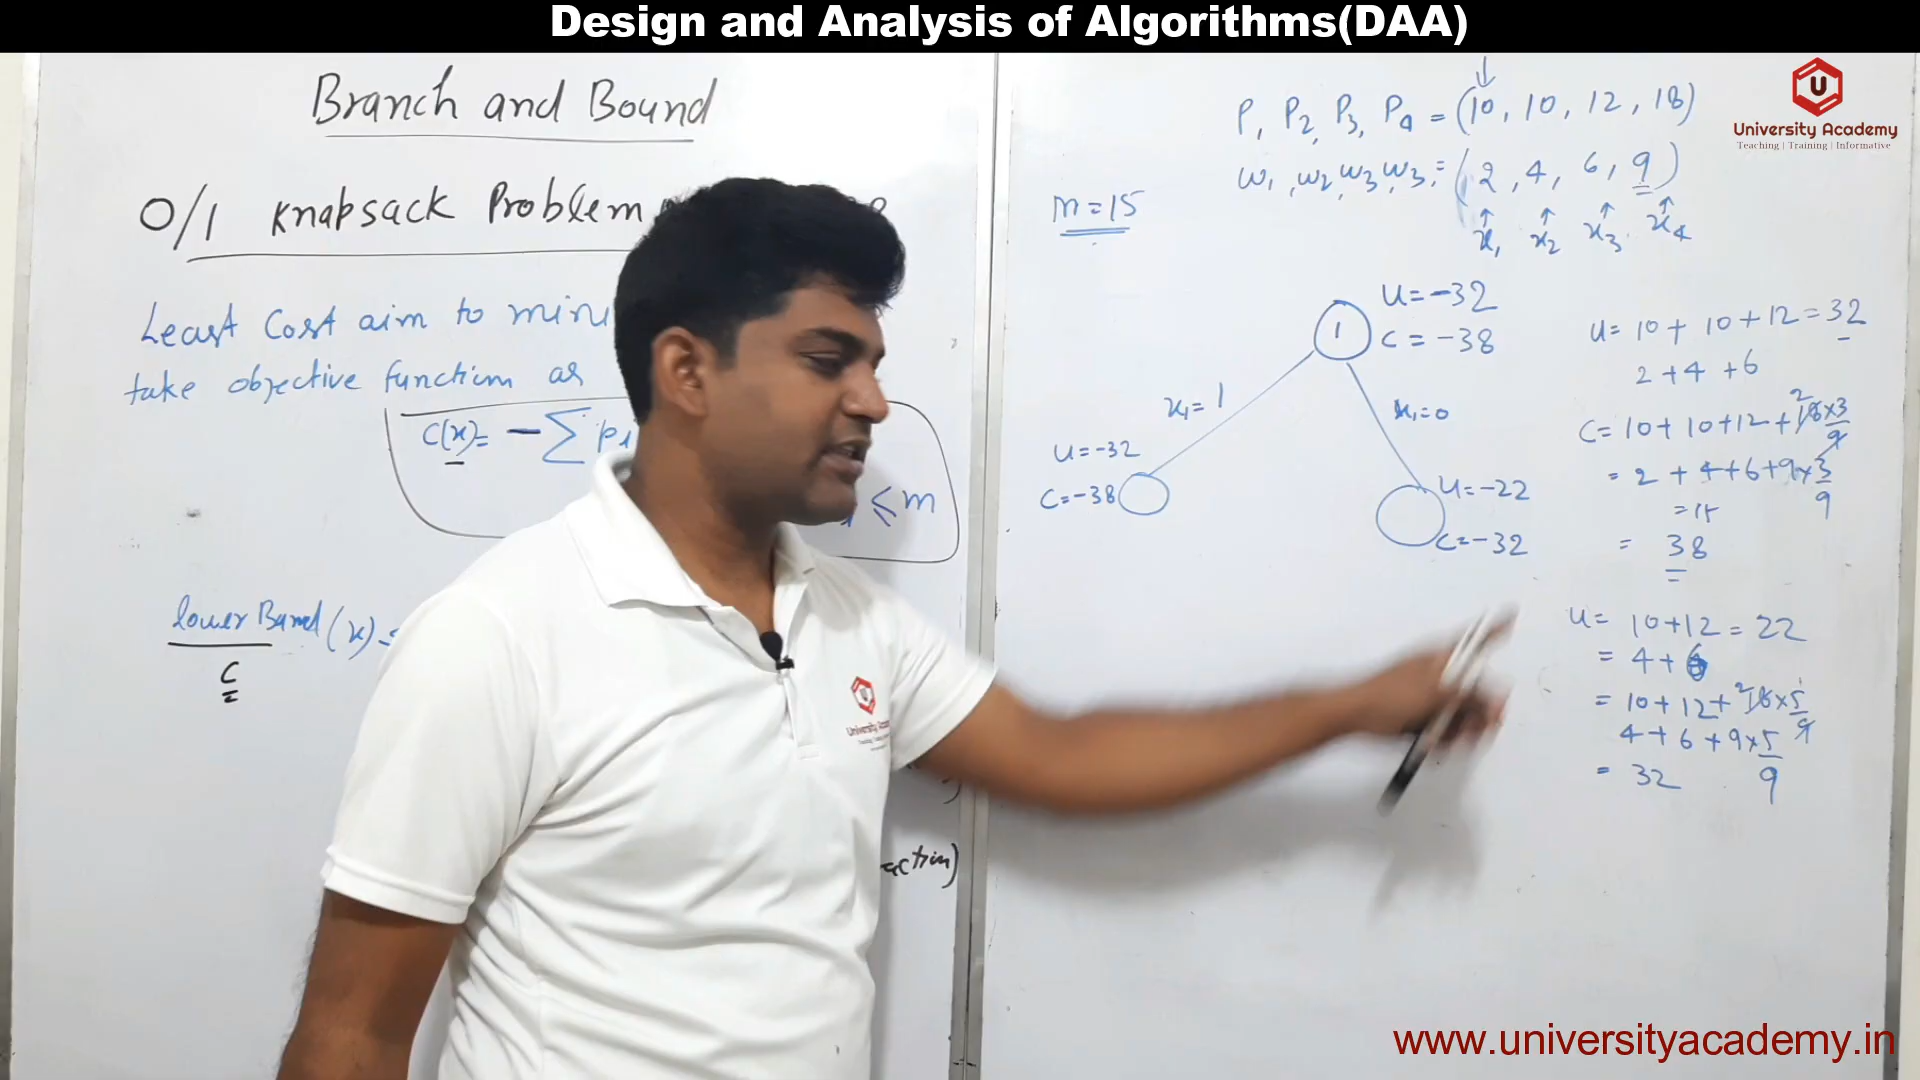 Design and Analysis of Algorithms(DAA)
Branch and Bound
0/1 Knapsack Problem
Least Cost aim to mini
take objective function as
C(x)= -∑ pi
≤ m
lower Bound (x) =
C
action)
U
University Academy
Teaching | Training | Informative
P1, P2, P3, P4 = (10, 10, 12, 18)
w1, w2, w3, w3, = (2, 4, 6, 9)
x1 x2 x3 x4
m = 15
1
U = -32
C = -38
x1 = 1
x1 = 0
U = -32
C = -38
U = -22
C = -32
U = 10 + 10 + 12 = 32
2 + 4 + 6
C = 10 + 10 + 12 + 18 × 3/9
= 2 + 4 + 6 + 9 × 3/9
= 15
= 38
U = 10 + 12 = 22
= 4 + 6
= 10 + 12 + 18 × 5/9
4 + 6 + 9 × 5/9
= 32
www.universityacademy.in